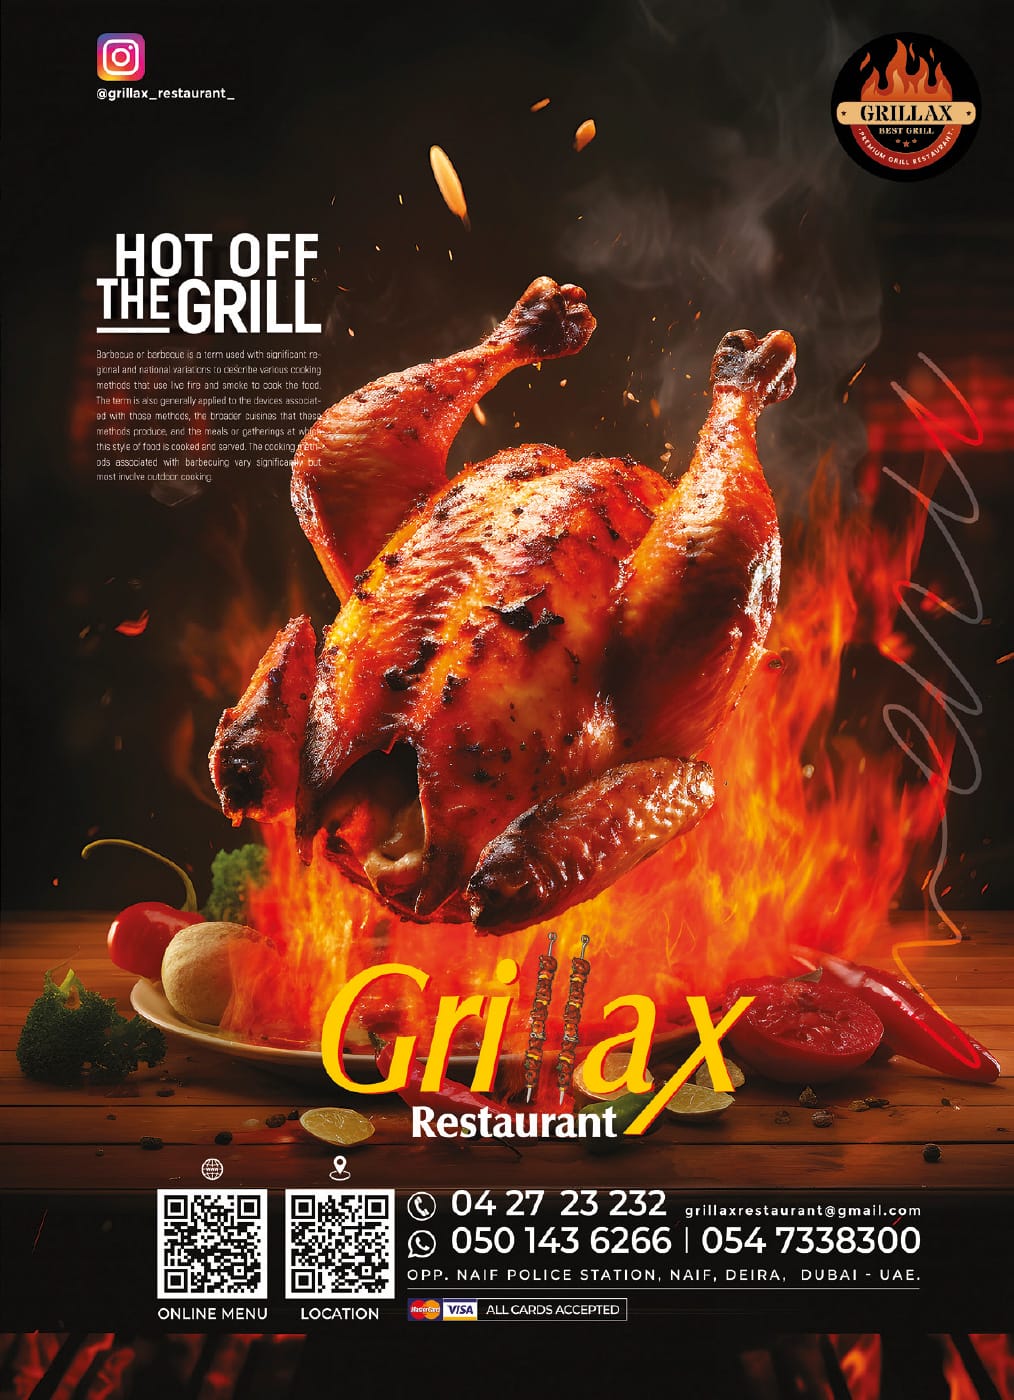 @grillax_restaurant_
GRILLAX
BEST GRILL
PREMIUM GRILL RESTAURANT
HOT OFF
THE GRILL
Barbecue or barbecue is a term used with significant re-
gional and national variations to describe various cooking
methods that use live fire and smoke to cook the food.
The term is also generally applied to the devices associat-
ed with those methods, the broader cuisines that these
methods produce, and the meals or gatherings at which
this style of food is cooked and served. The cooking meth-
ods associated with barbecuing vary significantly but
most involve outdoor cooking.
menu
Grillax
Restaurant
04 27 23 232 grillaxrestaurant@gmail.com
050 143 6266 | 054 7338300
OPP. NAIF POLICE STATION, NAIF, DEIRA, DUBAI - UAE.
ONLINE MENU
LOCATION
MasterCard VISA ALL CARDS ACCEPTED